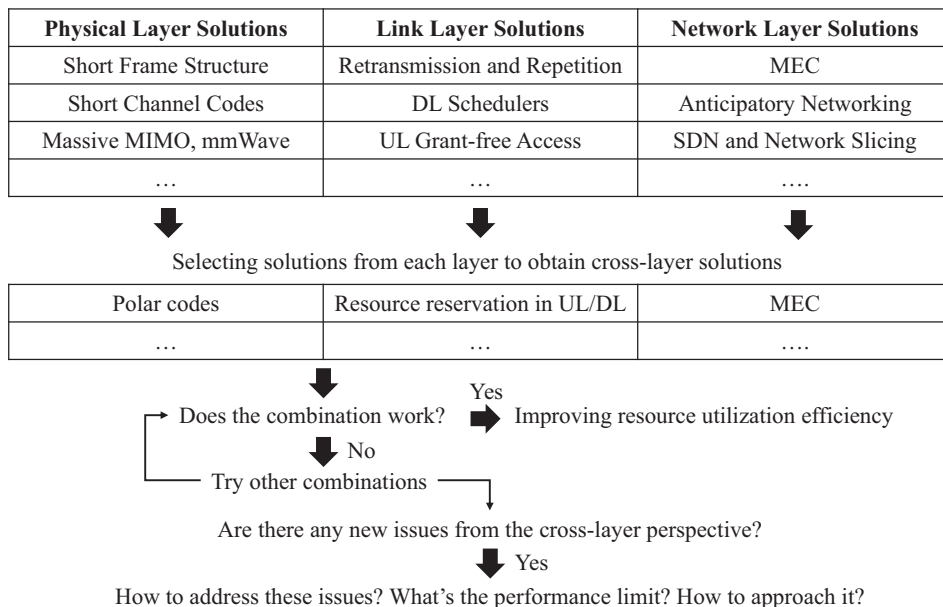 Physical Layer Solutions Link Layer Solutions Network Layer Solutions
Short Frame Structure Retransmission and Repetition MEC
Short Channel Codes DL Schedulers Anticipatory Networking
Massive MIMO, mmWave UL Grant-free Access SDN and Network Slicing
… … ….
Selecting solutions from each layer to obtain cross-layer solutions
Polar codes Resource reservation in UL/DL MEC
… … ….
Yes
Does the combination work? Improving resource utilization efficiency
No
Try other combinations
Are there any new issues from the cross-layer perspective?
Yes
How to address these issues? What's the performance limit? How to approach it?